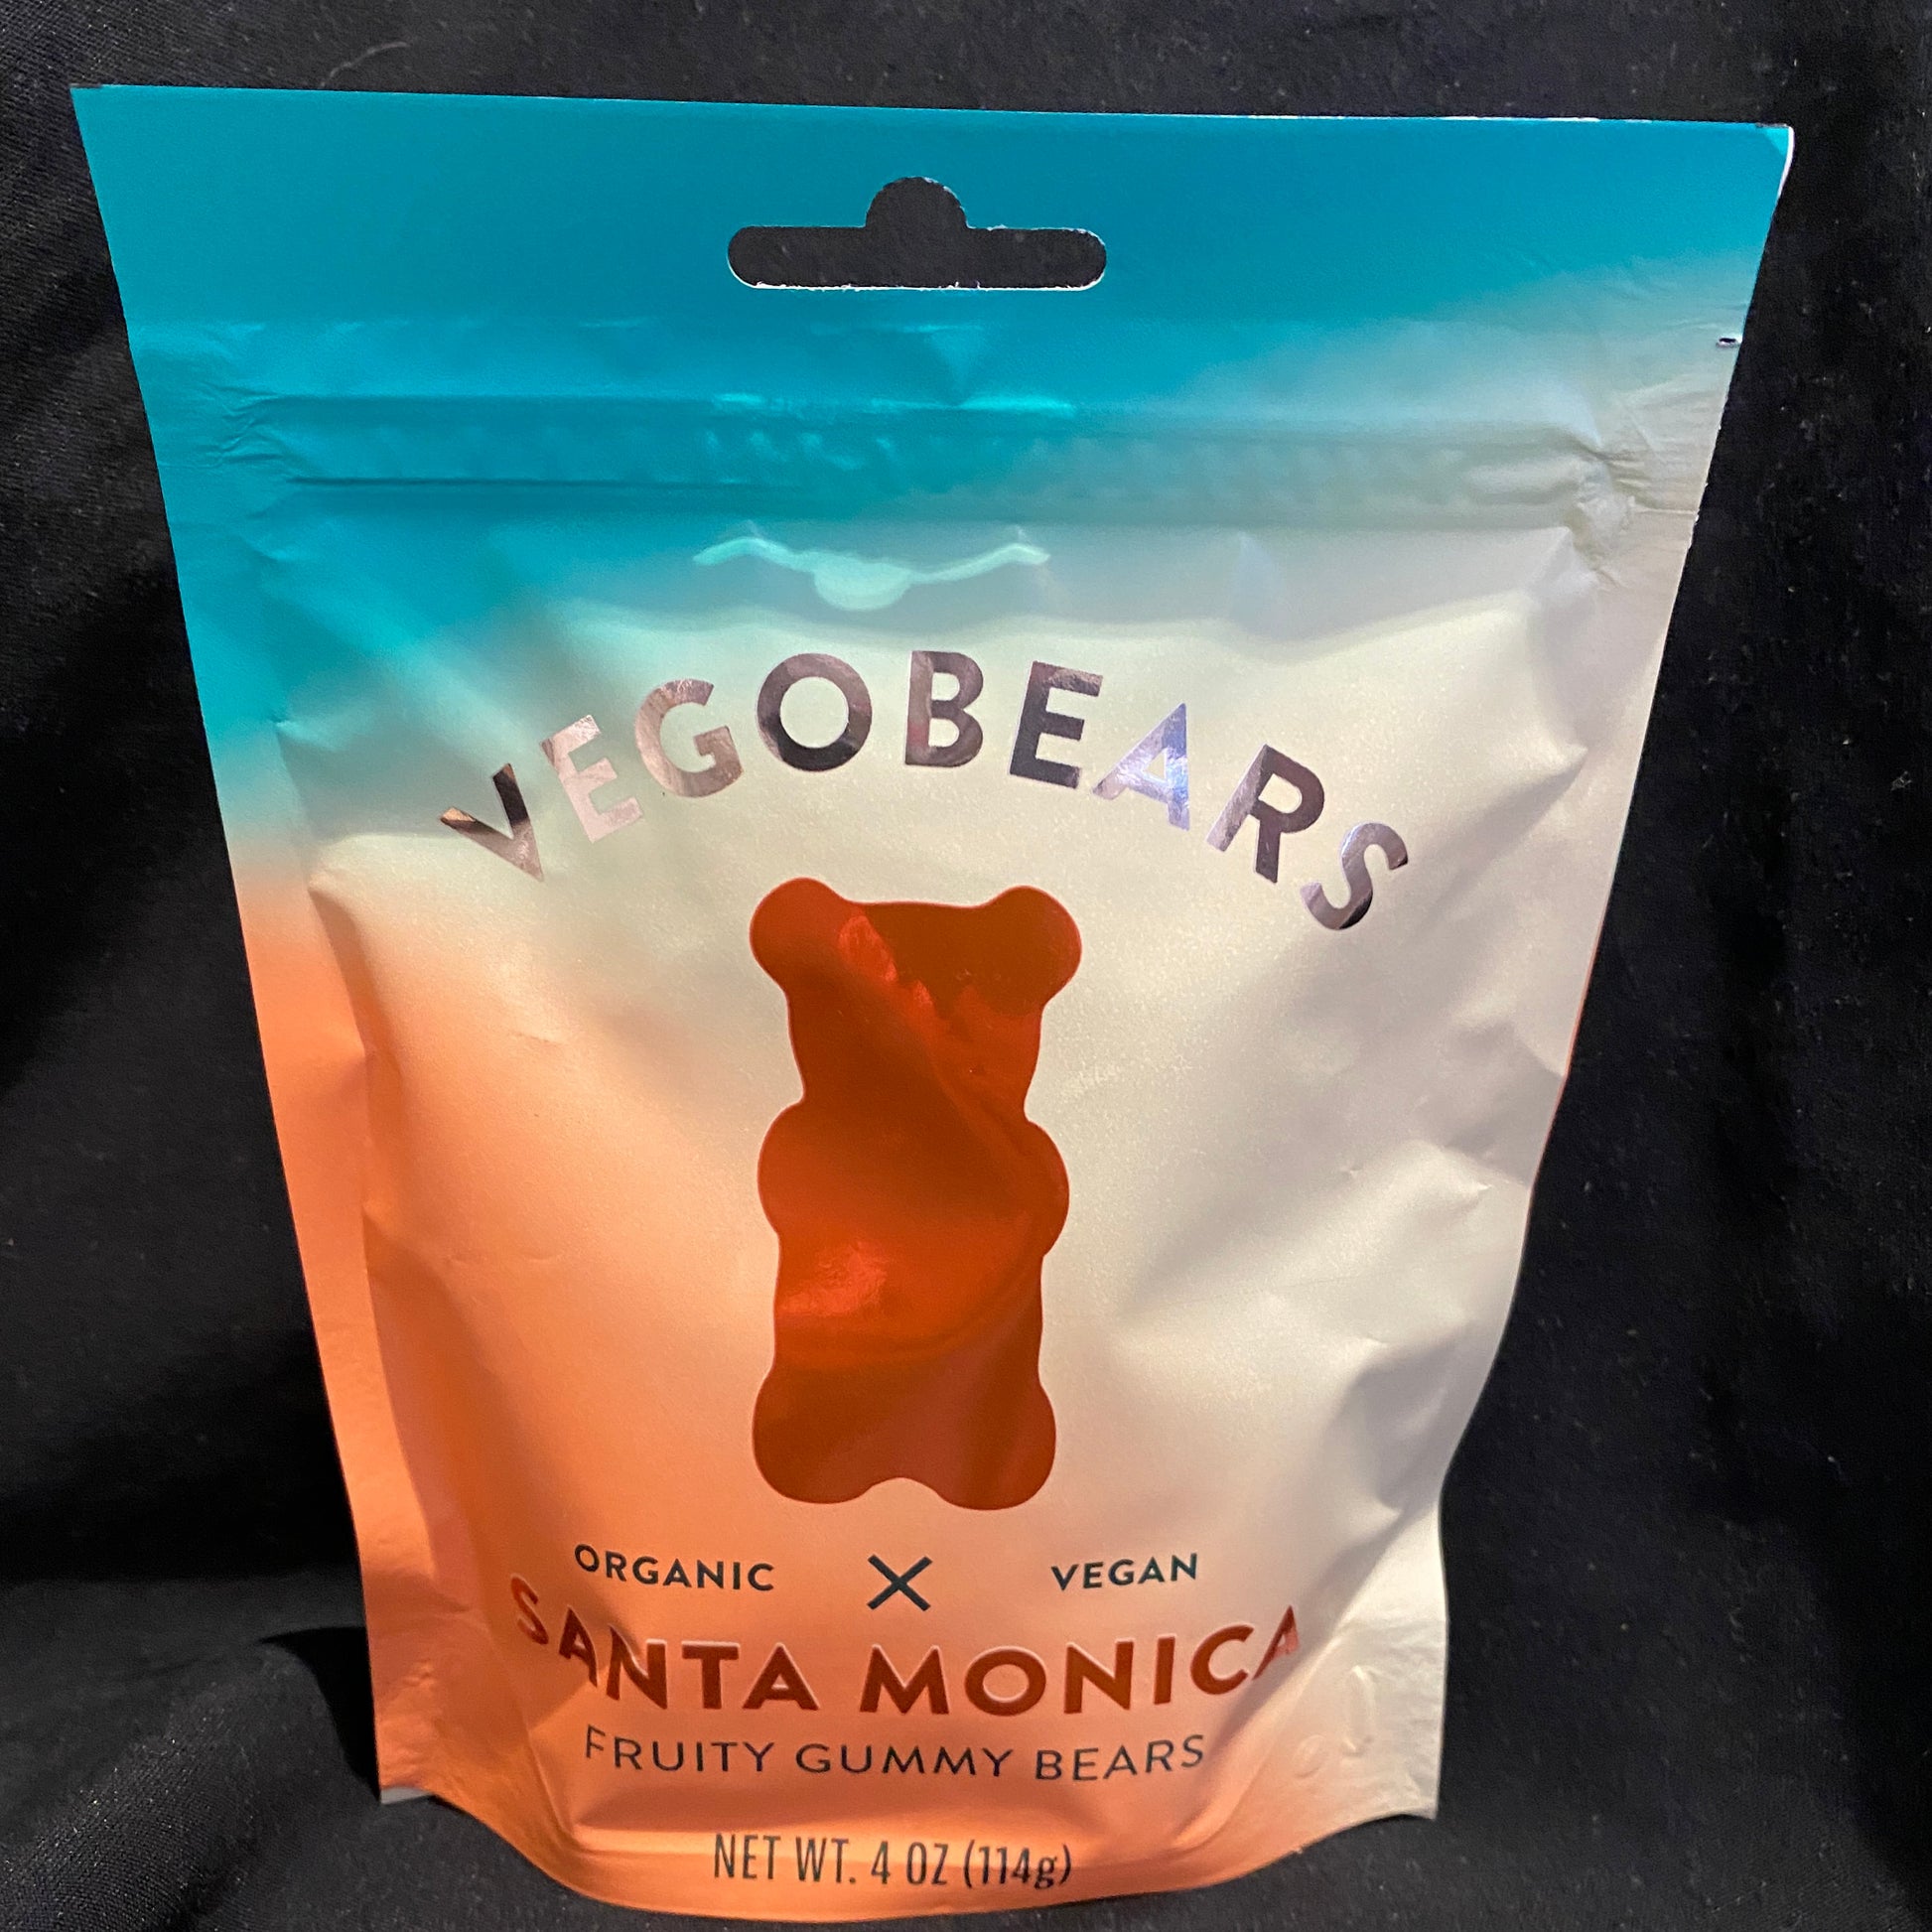 VEGOBEARS
ORGANIC X VEGAN
SANTA MONICA
FRUITY GUMMY BEARS
NET WT. 4 OZ (114g)